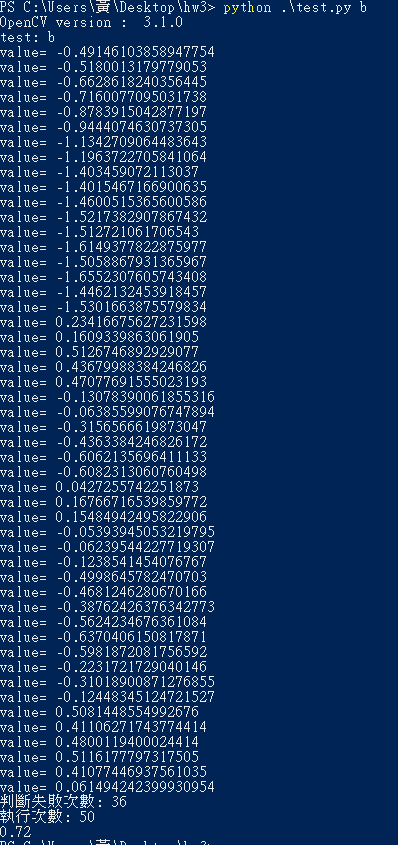 PS C:\Users\黃\Desktop\hw3> python .\test.py b
OpenCV version :  3.1.0
test: b
value= -0.49146103858947754
value= -0.5180013179779053
value= -0.6628618240356445
value= -0.7160077095031738
value= -0.8783915042877197
value= -0.9444074630737305
value= -1.1342709064483643
value= -1.1963722705841064
value= -1.403459072113037
value= -1.4015467166900635
value= -1.4600515365600586
value= -1.5217382907867432
value= -1.512721061706543
value= -1.6149377822875977
value= -1.5058867931365967
value= -1.6552307605743408
value= -1.4462132453918457
value= -1.5301663875579834
value= 0.23416675627231598
value= 0.1609339863061905
value= 0.5126746892929077
value= 0.43679988384246826
value= 0.47077691555023193
value= -0.13078390061855316
value= -0.06385599076747894
value= -0.3156566619873047
value= -0.4363384246826172
value= -0.6062135696411133
value= -0.6082313060760498
value= 0.0427255742251873
value= 0.16766716539859772
value= 0.15484942495822906
value= -0.05393945053219795
value= -0.06239544227719307
value= -0.1238541454076767
value= -0.4998645782470703
value= -0.4681246280670166
value= -0.38762426376342773
value= -0.5624234676361084
value= -0.6370406150817871
value= -0.5981872081756592
value= -0.2231721729040146
value= -0.31018900871276855
value= -0.12448345124721527
value= 0.5081448554992676
value= 0.41106271743774414
value= 0.4800119400024414
value= 0.5116177797317505
value= 0.41077446937561035
value= 0.061494242399930954
判斷失敗次數: 36
執行次數: 50
0.72
PS C:\Users\黃\Desktop\hw3>